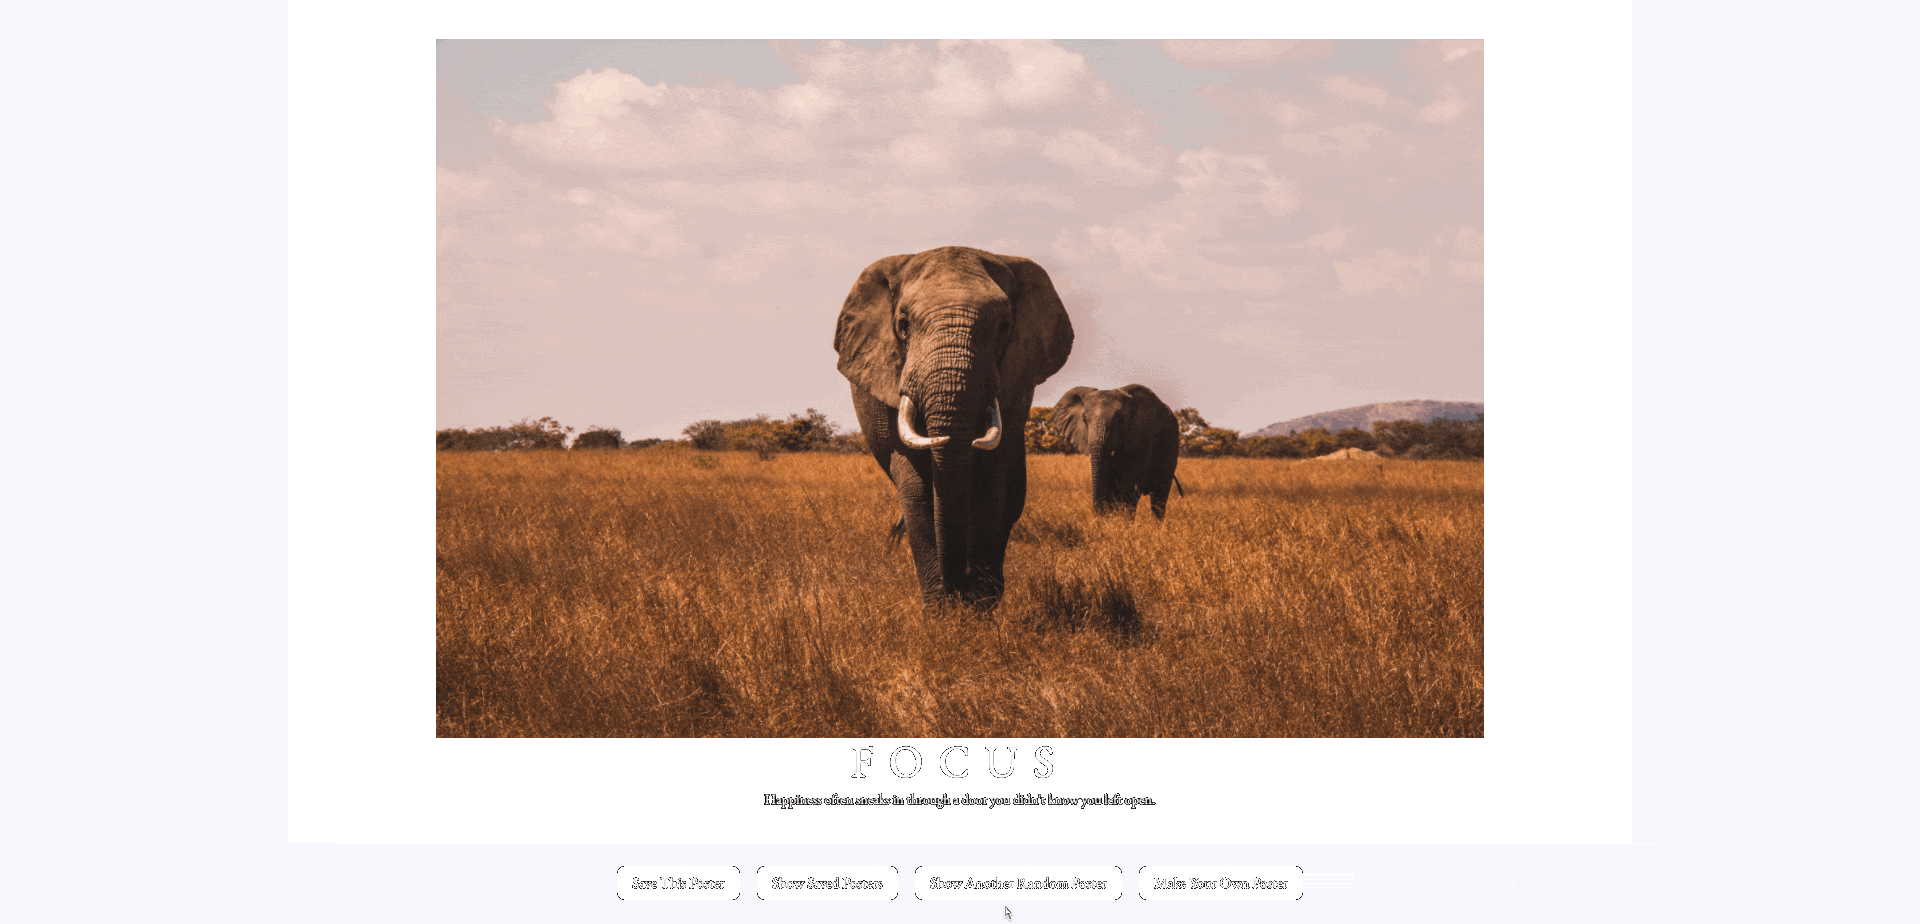 FOCUS
Happiness often sneaks in through a door you didn't know you left open.
Save This Poster
Show Saved Posters
Show Another Random Poster
Make Your Own Poster